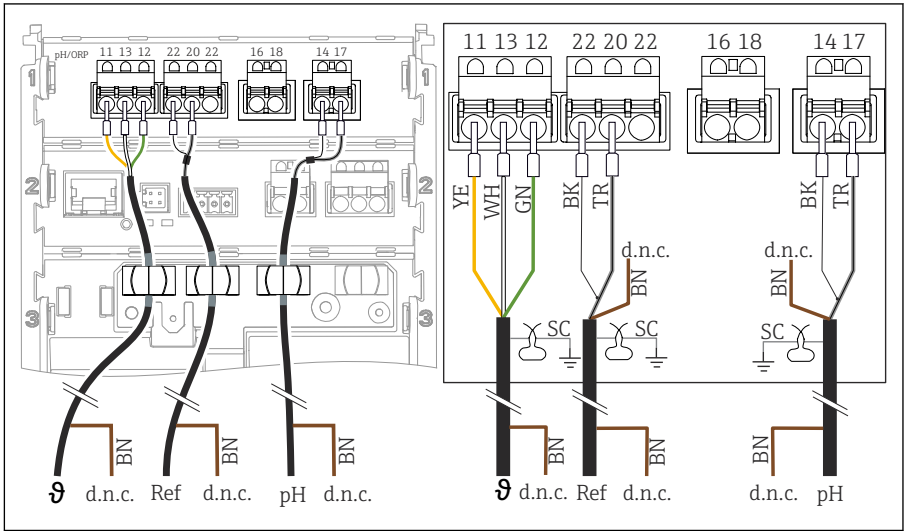 pH/ORP 11 13 12 22 20 22 16 18 14 17
1 1
2 2
3 3
BN BN BN
ϑ d.n.c. Ref d.n.c. pH d.n.c.
11 13 12 22 20 22 16 18 14 17
YE WH GN BK TR BK TR
d.n.c. d.n.c.
BN BN
SC SC SC
BN BN BN
ϑ d.n.c. Ref d.n.c. d.n.c. pH